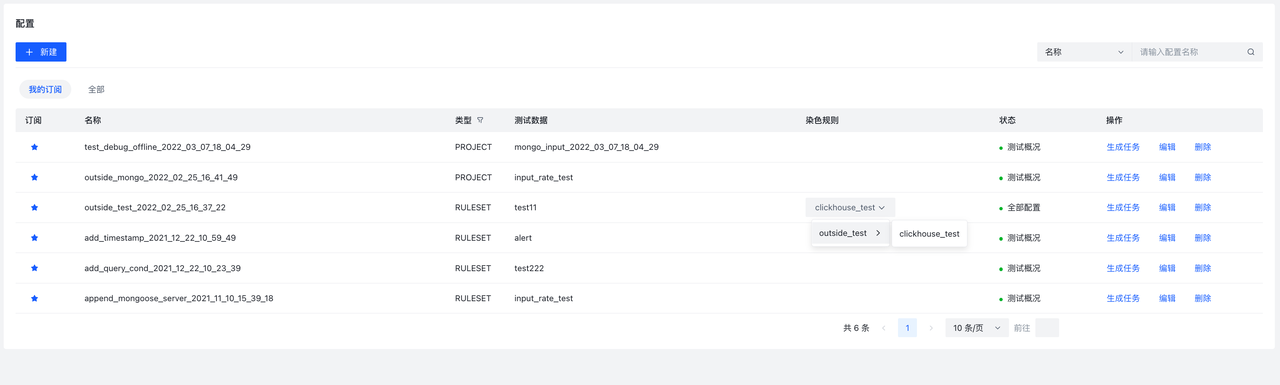 配置
+ 新建 名称 请输入配置名称
我的订阅 全部
订阅 名称 类型 测试数据 染色规则 状态 操作
test_debug_offline_2022_03_07_18_04_29 PROJECT mongo_input_2022_03_07_18_04_29 测试概况 生成任务 编辑 删除
outside_mongo_2022_02_25_16_41_49 PROJECT input_rate_test 测试概况 生成任务 编辑 删除
outside_test_2022_02_25_16_37_22 RULESET test11 clickhouse_test 全部配置 生成任务 编辑 删除
outside_test clickhouse_test
add_timestamp_2021_12_22_10_59_49 RULESET alert 测试概况 生成任务 编辑 删除
add_query_cond_2021_12_22_10_23_39 RULESET test222 测试概况 生成任务 编辑 删除
append_mongoose_server_2021_11_10_15_39_18 RULESET input_rate_test 测试概况 生成任务 编辑 删除
共 6 条 1 10 条/页 前往